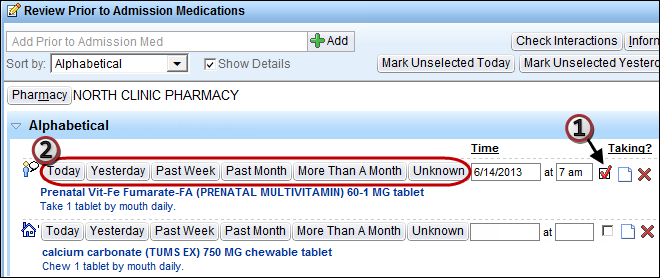 Review Prior to Admission Medications
Add Prior to Admission Med Add Check Interactions Inform
Sort by: Alphabetical Show Details Mark Unselected Today Mark Unselected Yesterd
Pharmacy NORTH CLINIC PHARMACY
Alphabetical
1
2
Time Taking?
Today Yesterday Past Week Past Month More Than A Month Unknown 6/14/2013 at 7 am
Prenatal Vit-Fe Fumarate-FA (PRENATAL MULTIVITAMIN) 60-1 MG tablet
Take 1 tablet by mouth daily.
Today Yesterday Past Week Past Month More Than A Month Unknown at
calcium carbonate (TUMS EX) 750 MG chewable tablet
Chew 1 tablet by mouth daily.